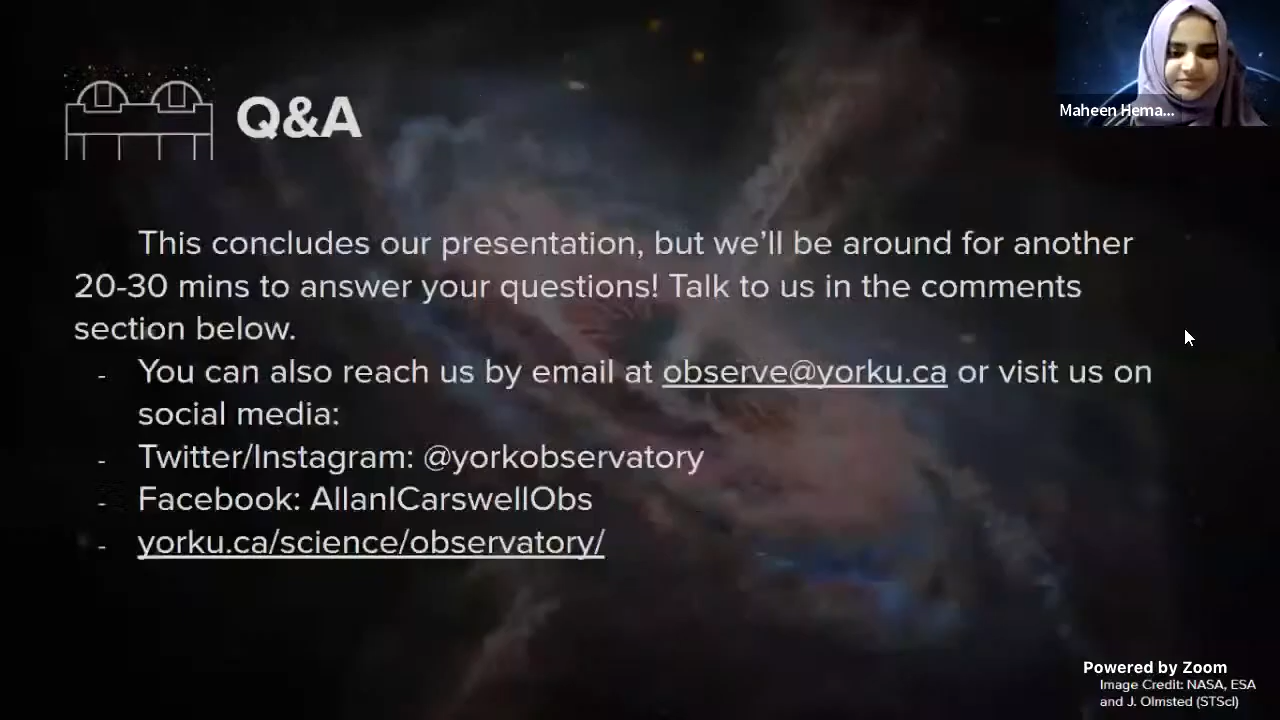 Maheen Hema...
Q&A
This concludes our presentation, but we'll be around for another
20-30 mins to answer your questions! Talk to us in the comments
section below.
- You can also reach us by email at observe@yorku.ca or visit us on
social media:
- Twitter/Instagram: @yorkobservatory
- Facebook: AllanICarswellObs
- yorku.ca/science/observatory/
Powered by Zoom
Image Credit: NASA, ESA
and J. Olmsted (STScI)